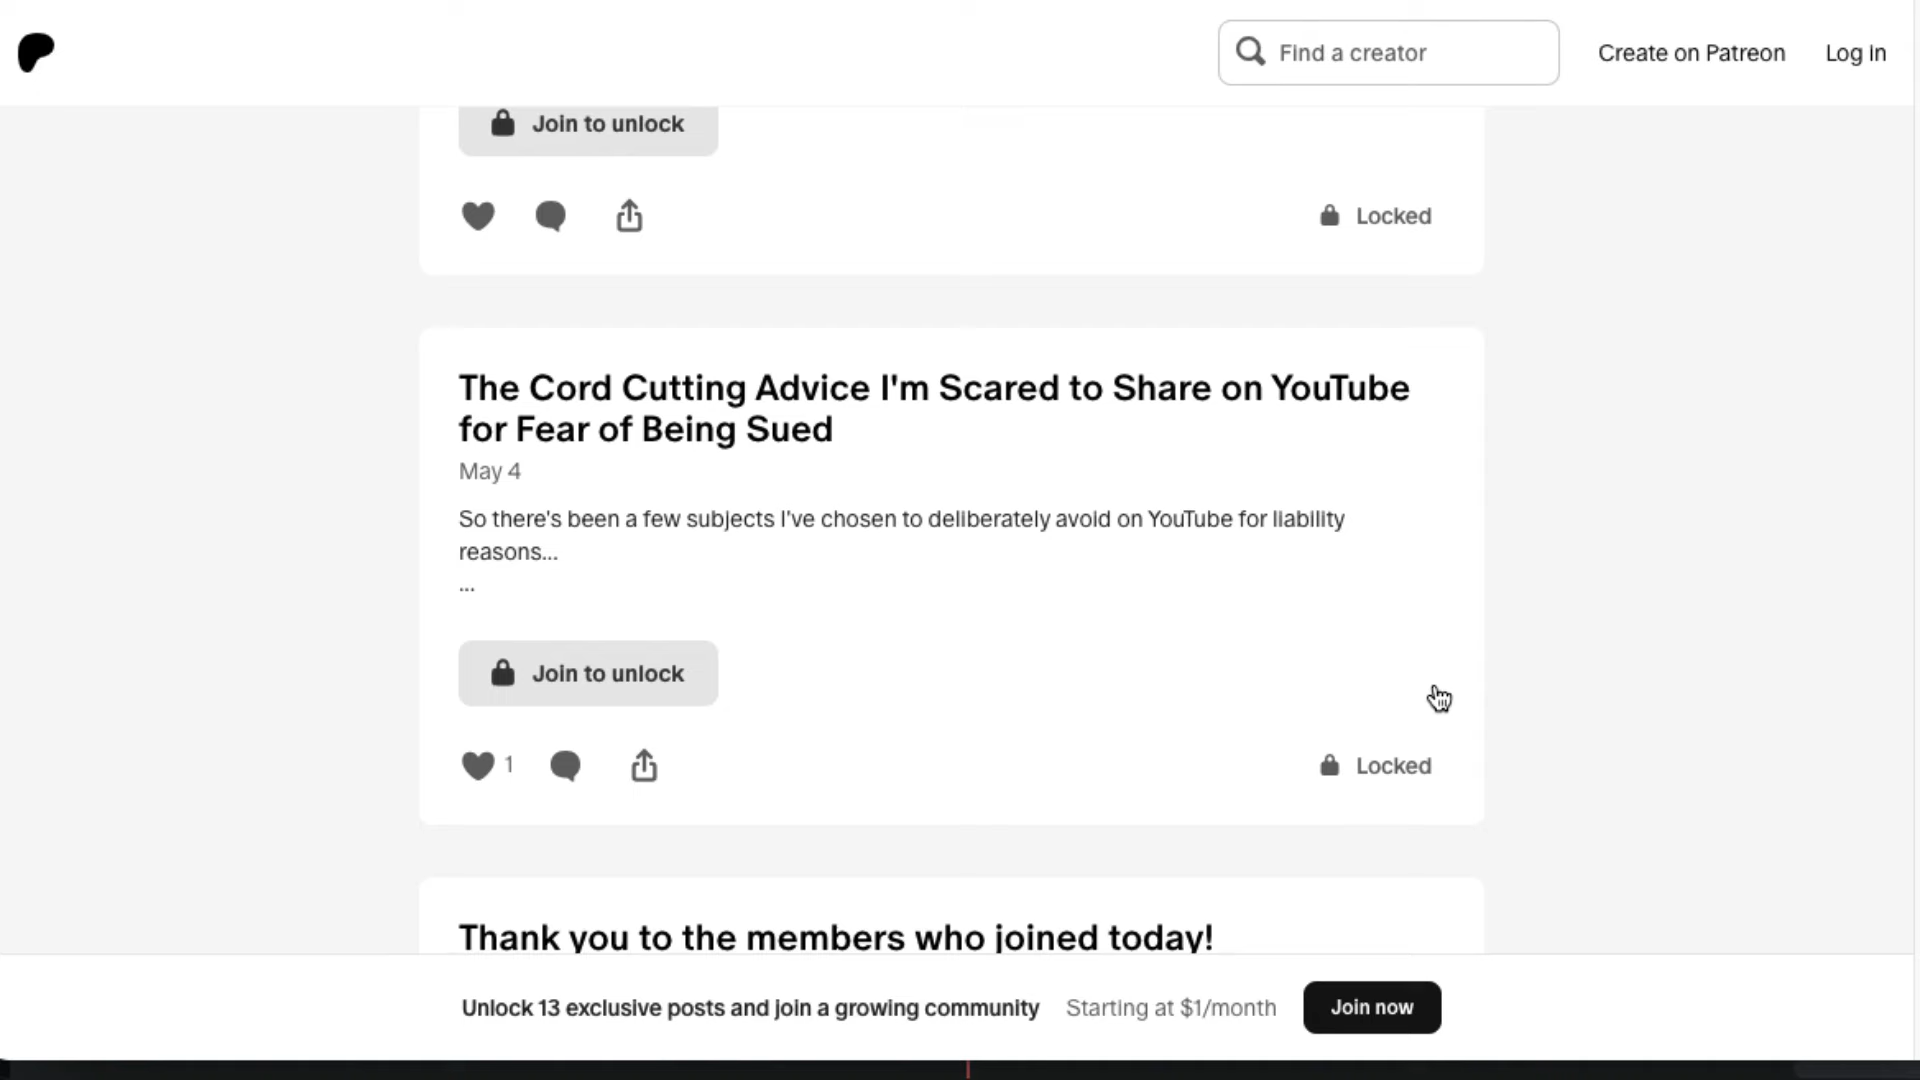 Find a creator
Create on Patreon
Log in
Join to unlock
Locked
The Cord Cutting Advice I'm Scared to Share on YouTube
for Fear of Being Sued
May 4
So there's been a few subjects I've chosen to deliberately avoid on YouTube for liability
reasons...
...
Join to unlock
1
Locked
Thank you to the members who joined today!
Unlock 13 exclusive posts and join a growing community
Starting at $1/month
Join now